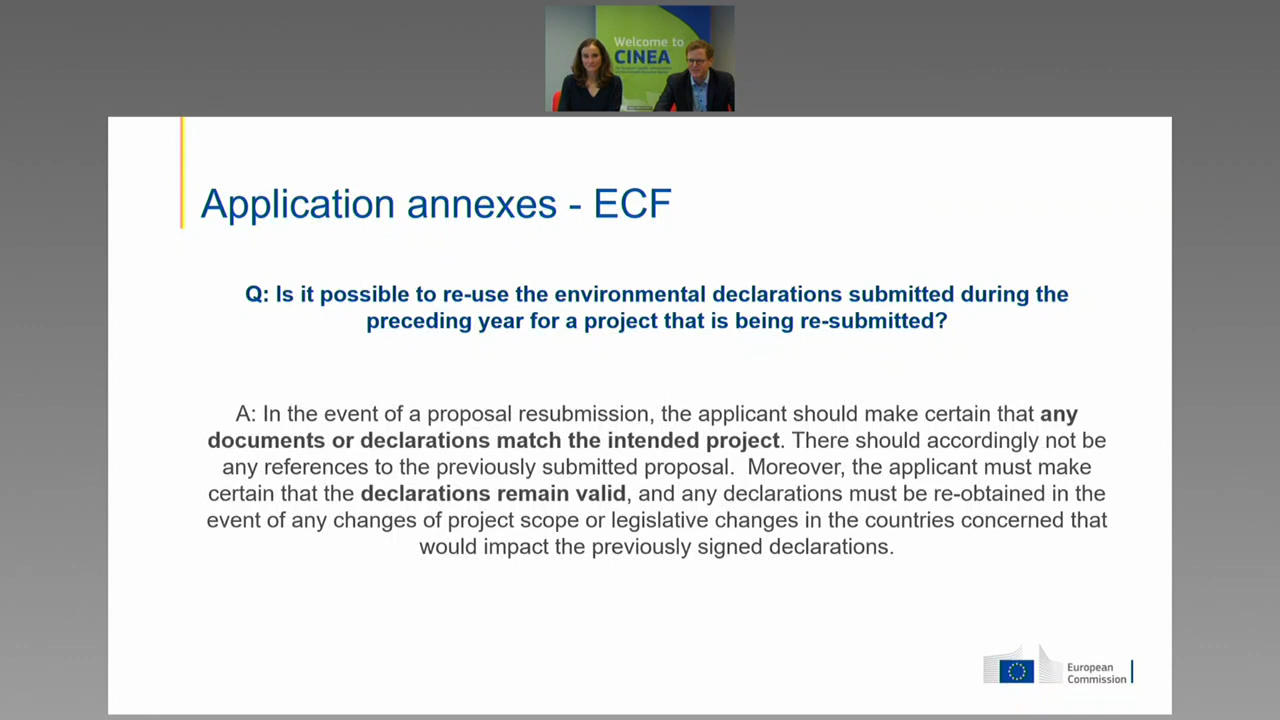 Welcome to
CINEA
Application annexes - ECF
Q: Is it possible to re-use the environmental declarations submitted during the
preceding year for a project that is being re-submitted?
A: In the event of a proposal resubmission, the applicant should make certain that any
documents or declarations match the intended project. There should accordingly not be
any references to the previously submitted proposal.  Moreover, the applicant must make
certain that the declarations remain valid, and any declarations must be re-obtained in the
event of any changes of project scope or legislative changes in the countries concerned that
would impact the previously signed declarations.
European
Commission